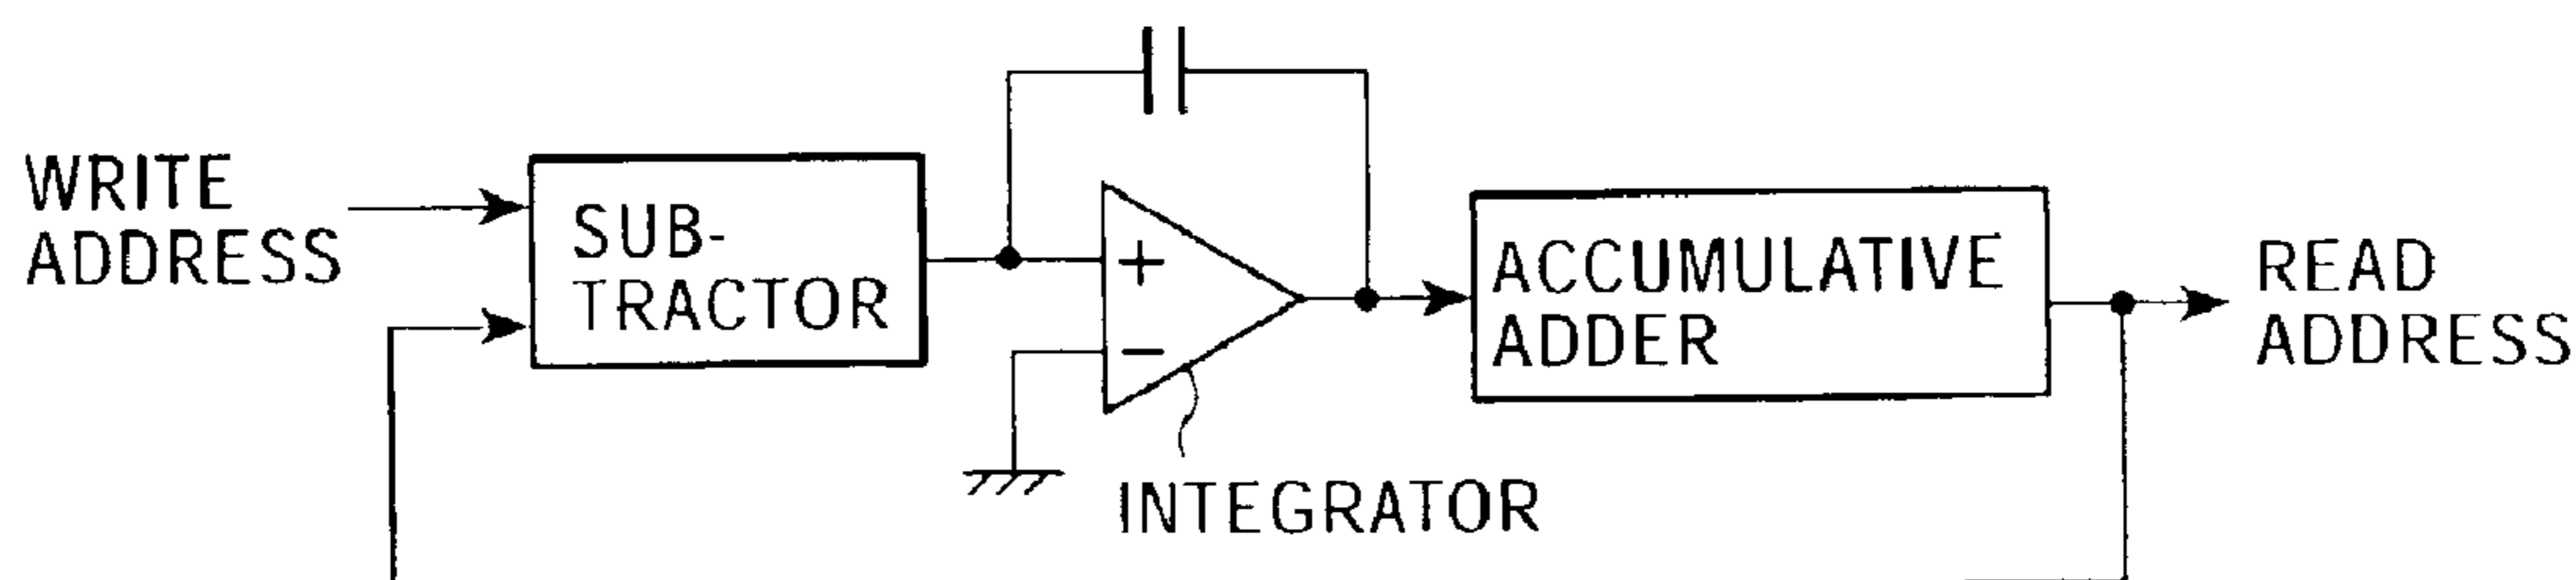 WRITE
ADDRESS
SUB-
TRACTOR
+
−
INTEGRATOR
ACCUMULATIVE
ADDER
READ
ADDRESS